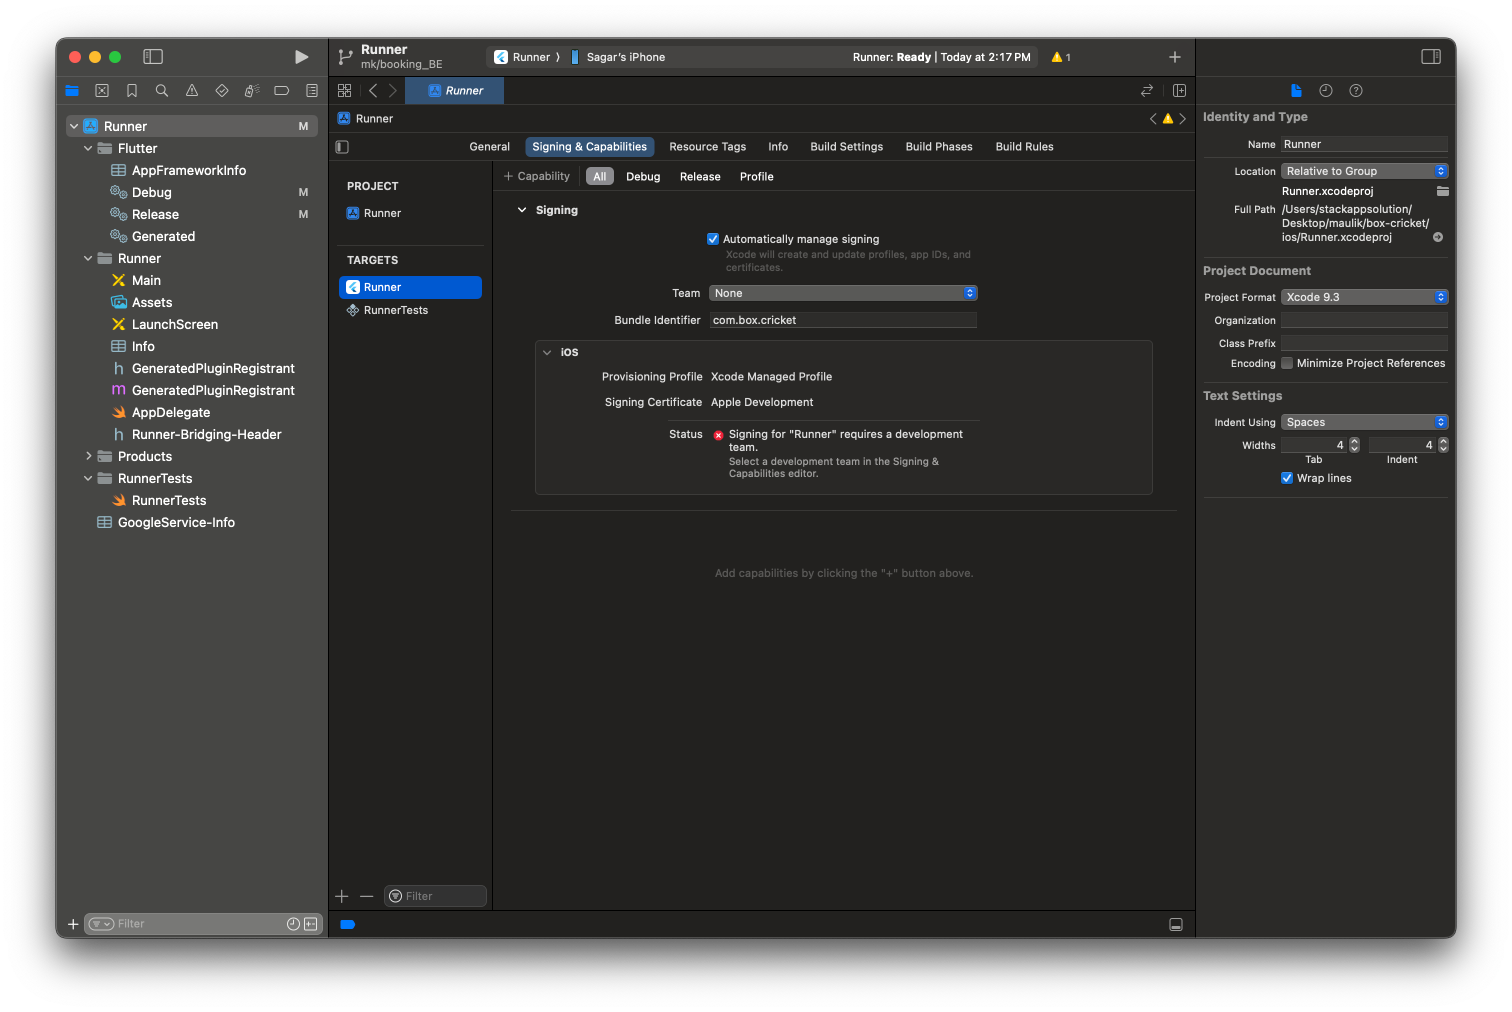 Runner
mk/booking_BE
Runner
Sagar's iPhone
Runner: Ready | Today at 2:17 PM
1
Runner
Runner
General
Signing & Capabilities
Resource Tags
Info
Build Settings
Build Phases
Build Rules
Runner M
Flutter
AppFrameworkInfo
Debug M
Release M
Generated
Runner
Main
Assets
LaunchScreen
Info
h GeneratedPluginRegistrant
m GeneratedPluginRegistrant
AppDelegate
h Runner-Bridging-Header
Products
RunnerTests
RunnerTests
GoogleService-Info
Filter
PROJECT
Runner
TARGETS
Runner
RunnerTests
Filter
+ Capability
All
Debug
Release
Profile
Signing
Automatically manage signing
Xcode will create and update profiles, app IDs, and
certificates.
Team None
Bundle Identifier com.box.cricket
iOS
Provisioning Profile Xcode Managed Profile
Signing Certificate Apple Development
Status Signing for "Runner" requires a development
team.
Select a development team in the Signing &
Capabilities editor.
Add capabilities by clicking the "+" button above.
Identity and Type
Name Runner
Location Relative to Group
Runner.xcodeproj
Full Path /Users/stackappsolution/
Desktop/maulik/box-cricket/
ios/Runner.xcodeproj
Project Document
Project Format Xcode 9.3
Organization
Class Prefix
Encoding Minimize Project References
Text Settings
Indent Using Spaces
Widths 4 4
Tab Indent
Wrap lines